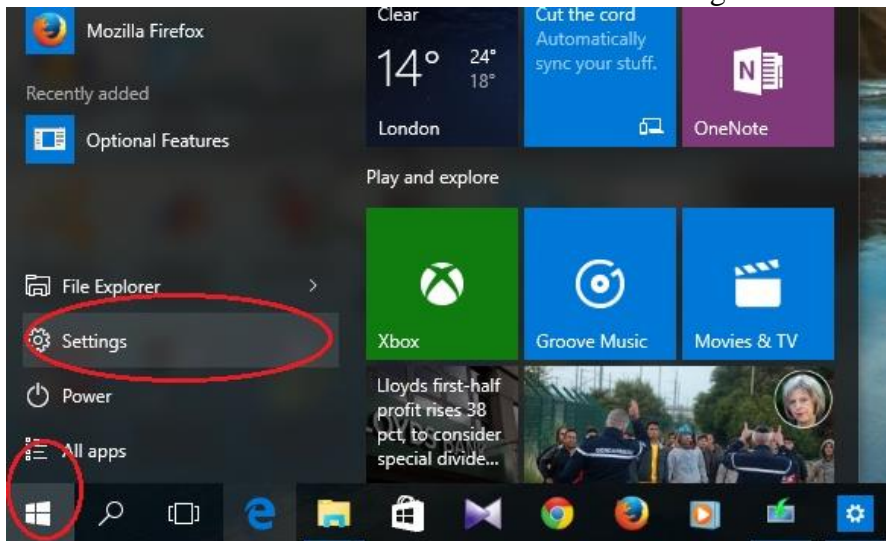 Mozilla Firefox
Recently added
Optional Features
File Explorer
Settings
Power
All apps
Clear
14°
24°
18°
London
Cut the cord
Automatically
sync your stuff.
OneNote
Play and explore
Xbox
Groove Music
Movies & TV
Lloyds first-half
profit rises 38
pct, to consider
special divide...